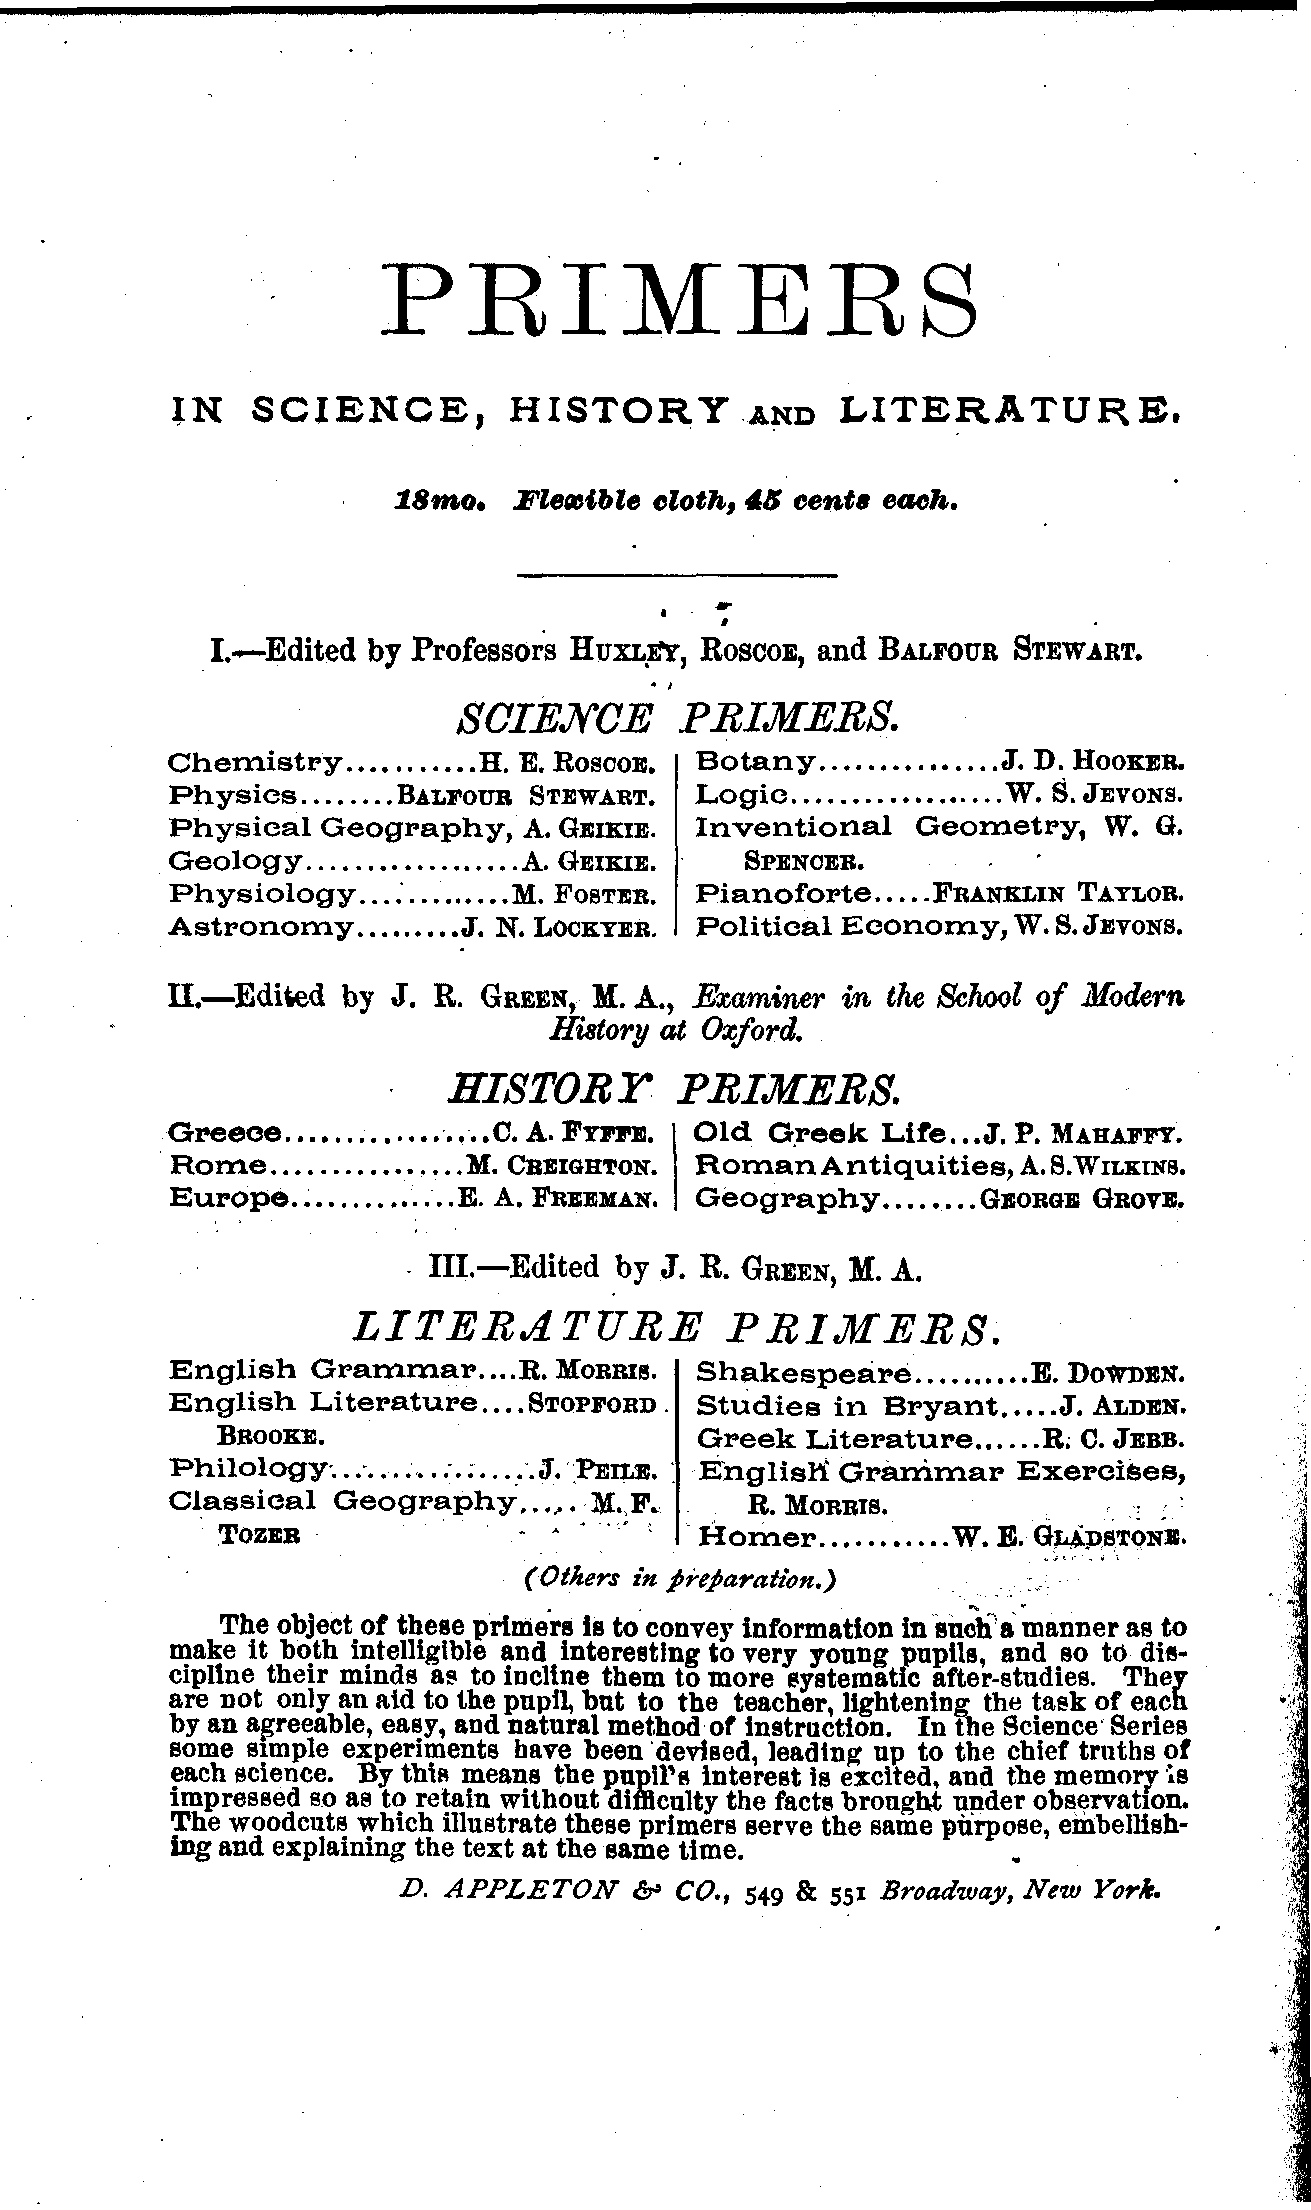 PRIMERS
IN SCIENCE, HISTORY AND LITERATURE.
18mo. Flexible cloth, 45 cents each.
I.—Edited by Professors HUXLEY, ROSCOE, and BALFOUR STEWART.
SCIENCE PRIMERS.
Chemistry...........H. E. ROSCOE.
Physics........BALFOUR STEWART.
Physical Geography, A. GEIKIE.
Geology..................A. GEIKIE.
Physiology.............M. FOSTER.
Astronomy.........J. N. LOCKYER.
Botany...............J. D. HOOKER.
Logic..................W. S. JEVONS.
Inventional Geometry, W. G.
SPENCER.
Pianoforte.....FRANKLIN TAYLOR.
Political Economy, W. S. JEVONS.
II.—Edited by J. R. GREEN, M. A., Examiner in the School of Modern
History at Oxford.
HISTORY PRIMERS.
Greece.................C. A. FYFFE.
Rome................M. CREIGHTON.
Europe..............E. A. FREEMAN.
Old Greek Life...J. P. MAHAFFY.
Roman Antiquities, A. S. WILKINS.
Geography........GEORGE GROVE.
III.—Edited by J. R. GREEN, M. A.
LITERATURE PRIMERS.
English Grammar....R. MORRIS.
English Literature....STOPFORD
BROOKE.
Philology.................J. PEILE.
Classical Geography..... M. F.
TOZER
Shakespeare..........E. DOWDEN.
Studies in Bryant.....J. ALDEN.
Greek Literature......R. C. JEBB.
English Grammar Exercises,
R. MORRIS.
Homer...........W. E. GLADSTONE.
(Others in preparation.)
The object of these primers is to convey information in such a manner as to
make it both intelligible and interesting to very young pupils, and so to dis-
cipline their minds as to incline them to more systematic after-studies. They
are not only an aid to the pupil, but to the teacher, lightening the task of each
by an agreeable, easy, and natural method of instruction. In the Science Series
some simple experiments have been devised, leading up to the chief truths of
each science. By this means the pupil's interest is excited, and the memory is
impressed so as to retain without difficulty the facts brought under observation.
The woodcuts which illustrate these primers serve the same purpose, embellish-
ing and explaining the text at the same time.
D. APPLETON & CO., 549 & 551 Broadway, New York.